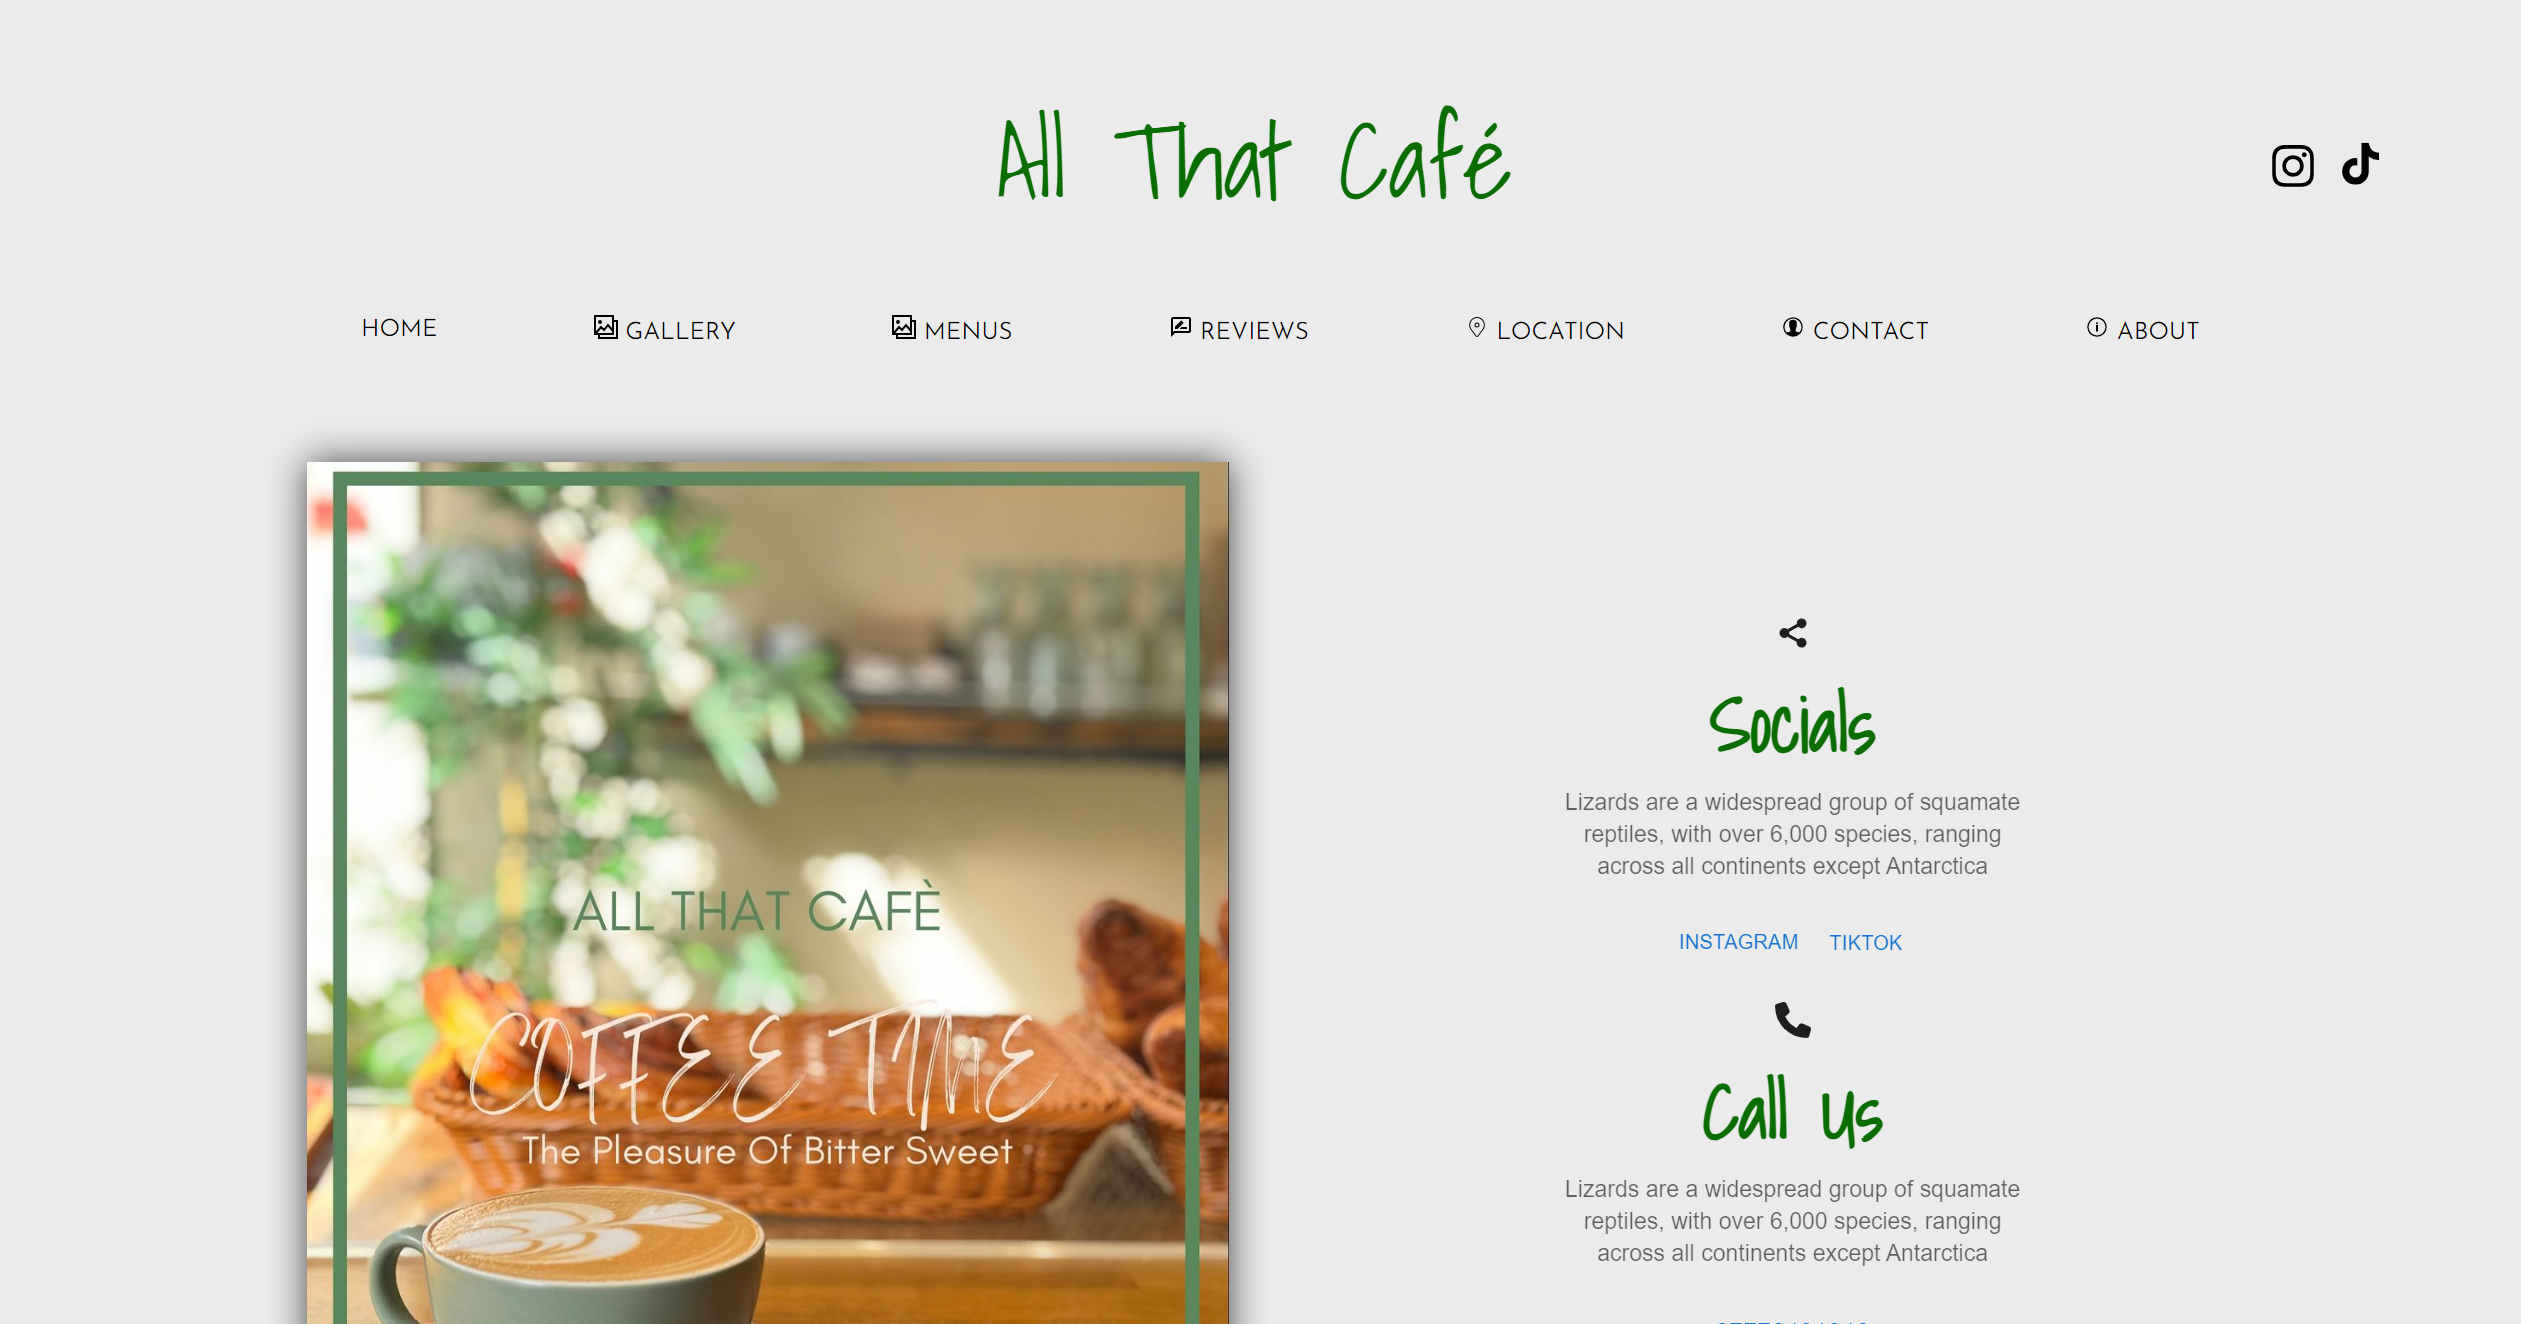 All That Café
HOME
GALLERY
MENUS
REVIEWS
LOCATION
CONTACT
ABOUT
ALL THAT CAFÈ
COFFEE TIME
The Pleasure Of Bitter Sweet
Socials
Lizards are a widespread group of squamate
reptiles, with over 6,000 species, ranging
across all continents except Antarctica
INSTAGRAM TIKTOK
Call Us
Lizards are a widespread group of squamate
reptiles, with over 6,000 species, ranging
across all continents except Antarctica